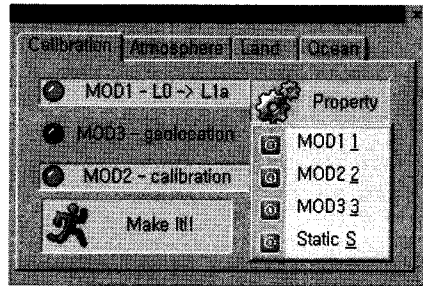 Calibration Atmosphere Land Ocean
MOD1 - L0 -> L1a
MOD3 - geolocation
MOD2 - calibration
Make It!
Property
MOD1 1
MOD2 2
MOD3 3
Static S